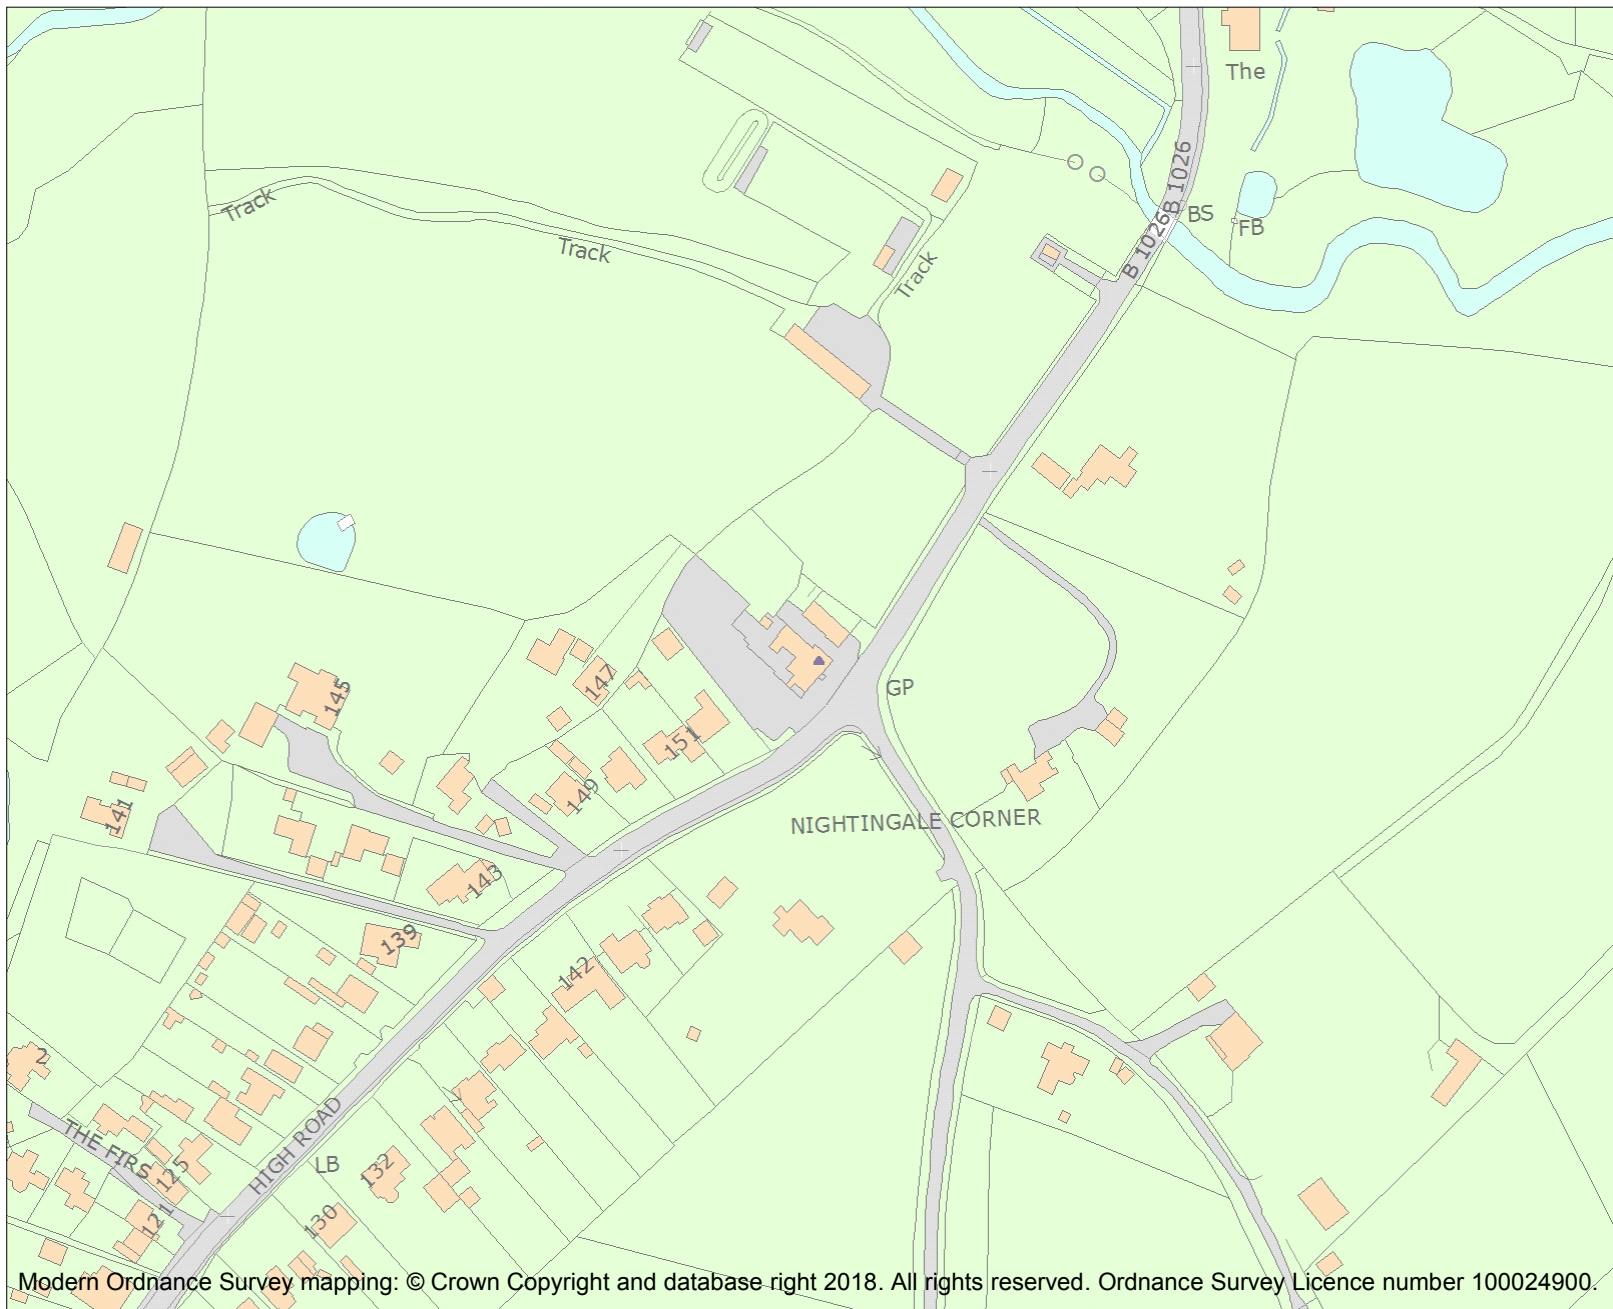 The
B 1026
BS
FB
Track
B 1026
Track
Track
GP
147
145
151
149
141
NIGHTINGALE CORNER
143
139
142
2
HIGH ROAD
THE FIRS
LB
132
125
130
121
Modern Ordnance Survey mapping: © Crown Copyright and database right 2018. All rights reserved. Ordnance Survey Licence number 100024900.